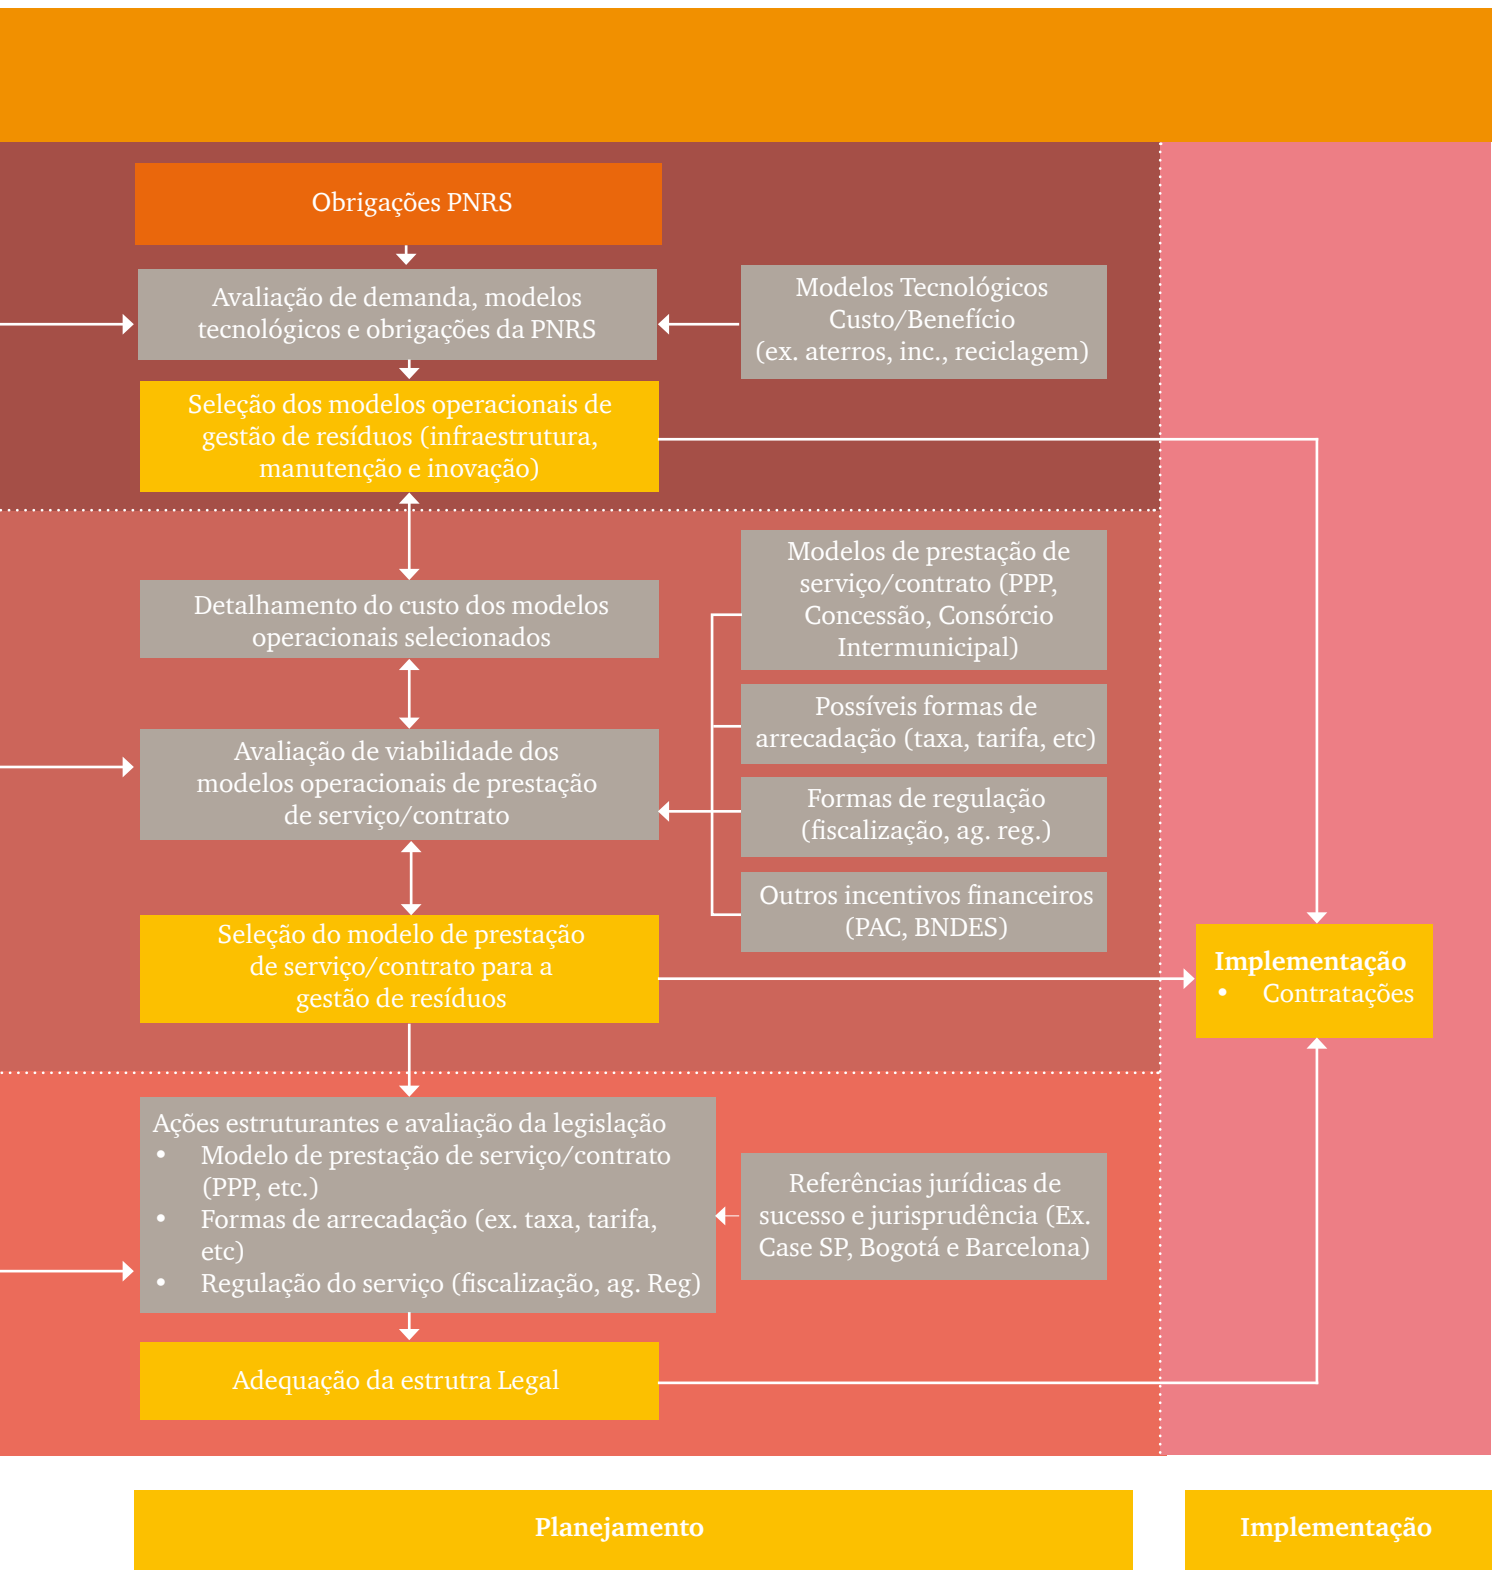 Obrigações PNRS
Avaliação de demanda, modelos
tecnológicos e obrigações da PNRS
Modelos Tecnológicos
Custo/Benefício
(ex. aterros, inc., reciclagem)
Seleção dos modelos operacionais de
gestão de resíduos (infraestrutura,
manutenção e inovação)
Detalhamento do custo dos modelos
operacionais selecionados
Modelos de prestação de
serviço/contrato (PPP,
Concessão, Consórcio
Intermunicipal)
Possíveis formas de
arrecadação (taxa, tarifa, etc)
Avaliação de viabilidade dos
modelos operacionais de prestação
de serviço/contrato
Formas de regulação
(fiscalização, ag. reg.)
Outros incentivos financeiros
(PAC, BNDES)
Seleção do modelo de prestação
de serviço/contrato para a
gestão de resíduos
Implementação
• Contratações
Ações estruturantes e avaliação da legislação
• Modelo de prestação de serviço/contrato
(PPP, etc.)
• Formas de arrecadação (ex. taxa, tarifa,
etc)
• Regulação do serviço (fiscalização, ag. Reg)
Referências jurídicas de
sucesso e jurisprudência (Ex.
Case SP, Bogotá e Barcelona)
Adequação da estrutra Legal
Planejamento
Implementação